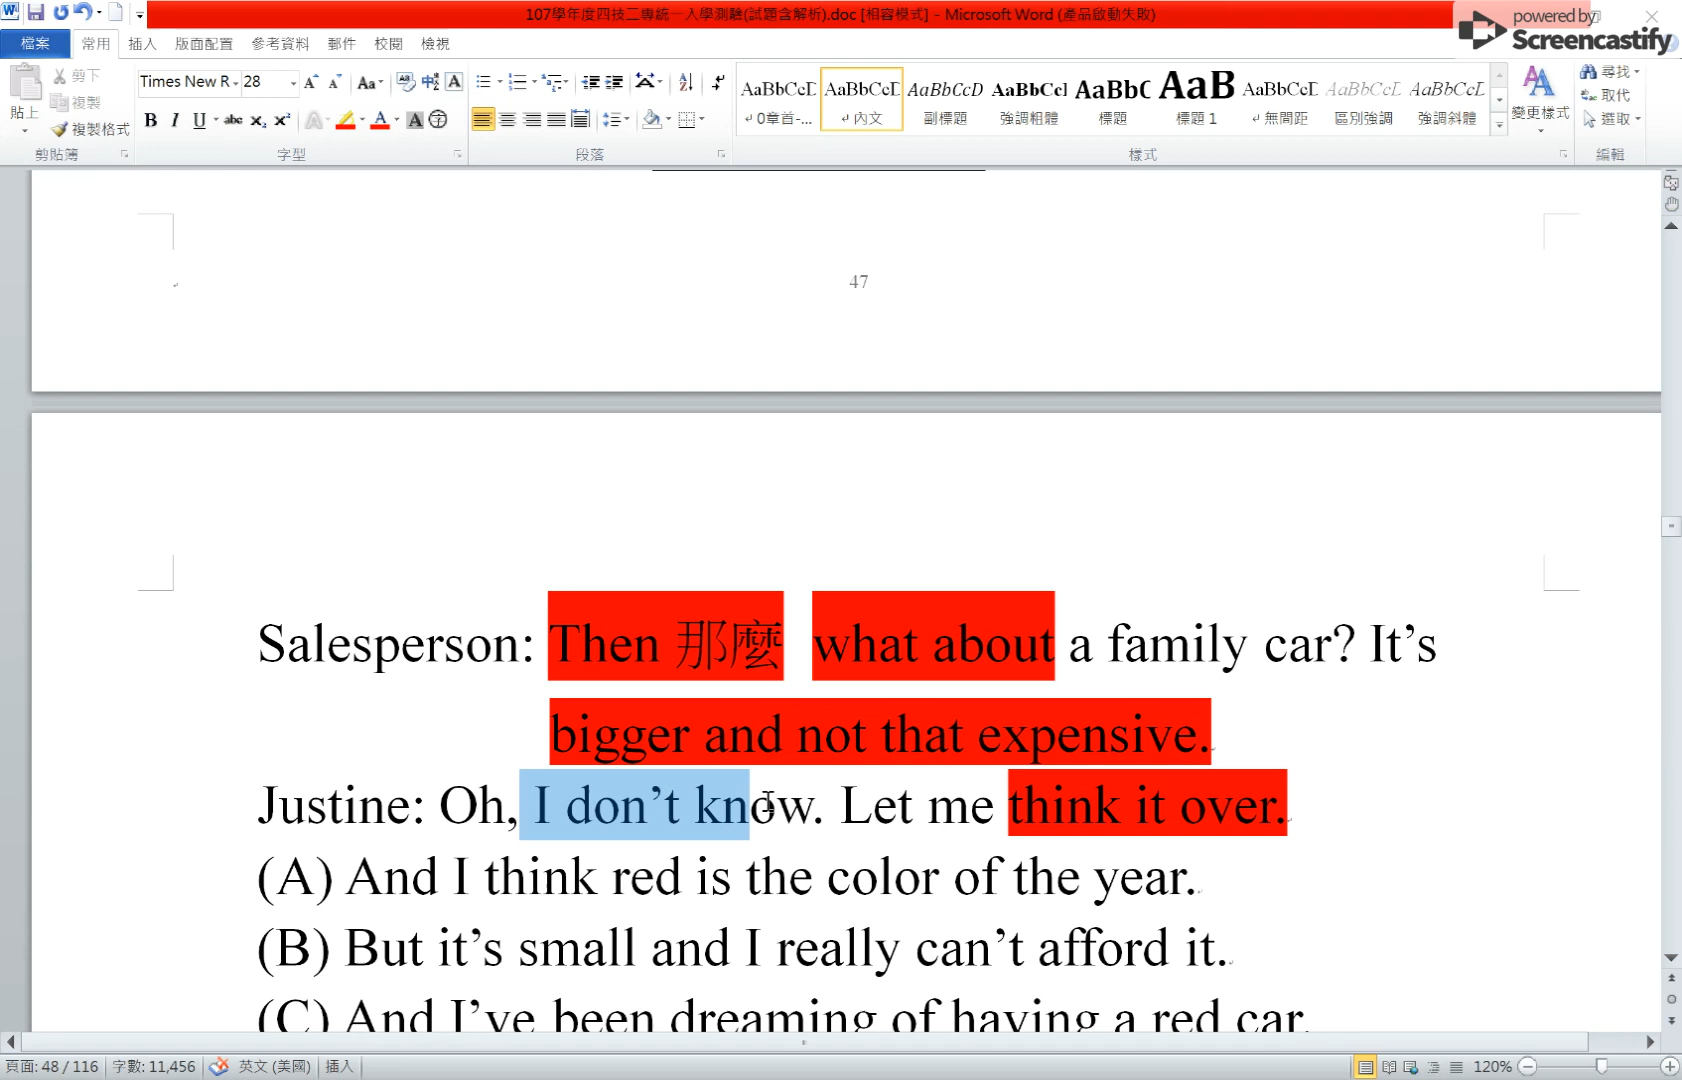 107學年度四技二專統一入學測驗(試題含解析).doc [相容模式] - Microsoft Word (產品啟動失敗)
powered by
Screencastify
檔案 常用 插入 版面配置 參考資料 郵件 校閱 檢視
貼上 剪下 複製 複製格式
剪貼簿
Times New R 28
字型
段落
AaBbCcD AaBbCcD AaBbCcD AaBbCcl AaBbC AaB AaBbCcD AaBbCcD AaBbCcD
0章首-... 內文 副標題 強調粗體 標題 標題 1 無間距 區別強調 強調斜體
樣式
變更樣式
尋找
取代
選取
編輯
47
Salesperson: Then 那麼 what about a family car? It’s
bigger and not that expensive.
Justine: Oh, I don’t know. Let me think it over.
(A) And I think red is the color of the year.
(B) But it’s small and I really can’t afford it.
(C) And I’ve been dreaming of having a red car.
頁面: 48 / 116 字數: 11,456 英文 (美國) 插入 120%